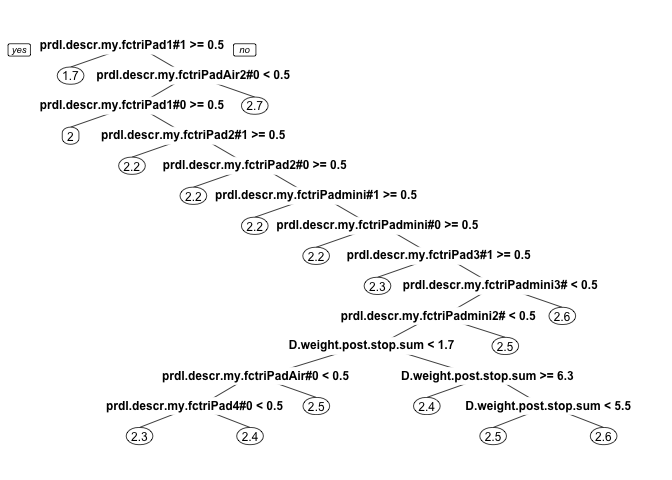 yes prdl.descr.my.fctriPad1#1 >= 0.5 no
1.7 prdl.descr.my.fctriPadAir2#0 < 0.5
prdl.descr.my.fctriPad1#0 >= 0.5 2.7
2 prdl.descr.my.fctriPad2#1 >= 0.5
2.2 prdl.descr.my.fctriPad2#0 >= 0.5
2.2 prdl.descr.my.fctriPadmini#1 >= 0.5
2.2 prdl.descr.my.fctriPadmini#0 >= 0.5
2.2 prdl.descr.my.fctriPad3#1 >= 0.5
2.3 prdl.descr.my.fctriPadmini3# < 0.5
prdl.descr.my.fctriPadmini2# < 0.5 2.6
D.weight.post.stop.sum < 1.7 2.5
prdl.descr.my.fctriPadAir#0 < 0.5 D.weight.post.stop.sum >= 6.3
prdl.descr.my.fctriPad4#0 < 0.5 2.5 2.4 D.weight.post.stop.sum < 5.5
2.3 2.4 2.5 2.6